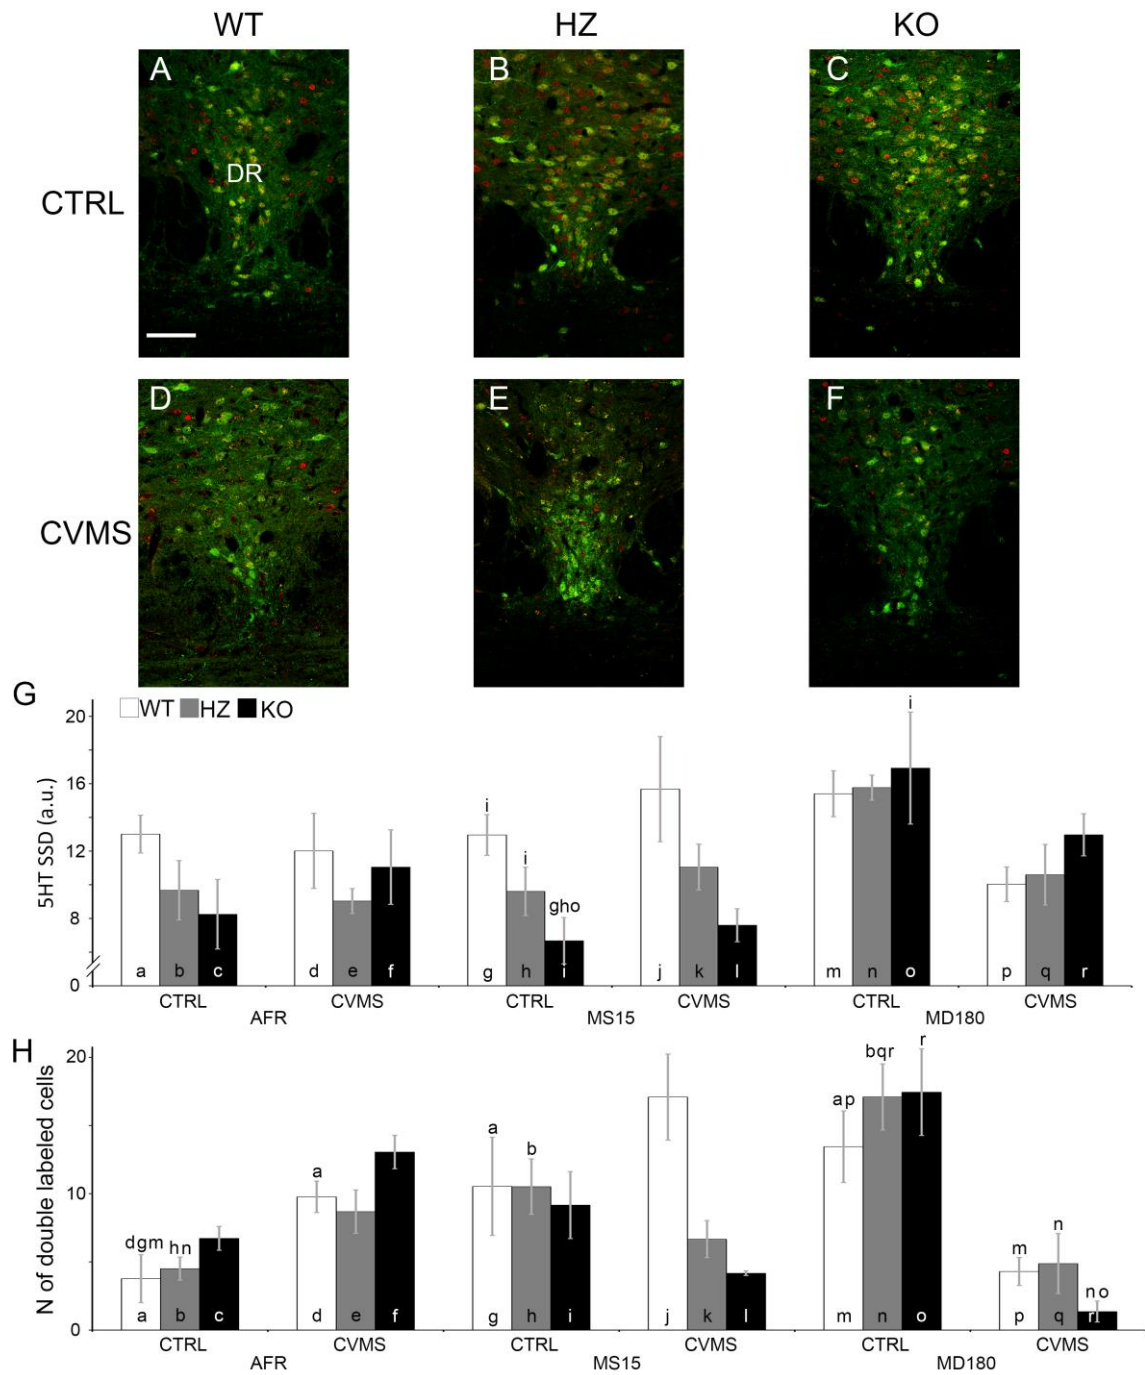 WT HZ KO
A B C
DR
CTRL
D E F
CVMS
G
WT HZ KO
20
16
12
8
0
5HT SSD (a.u.)
i
i
gho
i
a b c d e f g h i j k l m n o p q r
CTRL CVMS CTRL CVMS CTRL CVMS
AFR MS15 MD180
H
20
10
0
N of double labeled cells
dgm hn a a b ap bqr r m n no
a b c d e f g h i j k l m n o p q r
CTRL CVMS CTRL CVMS CTRL CVMS
AFR MS15 MD180